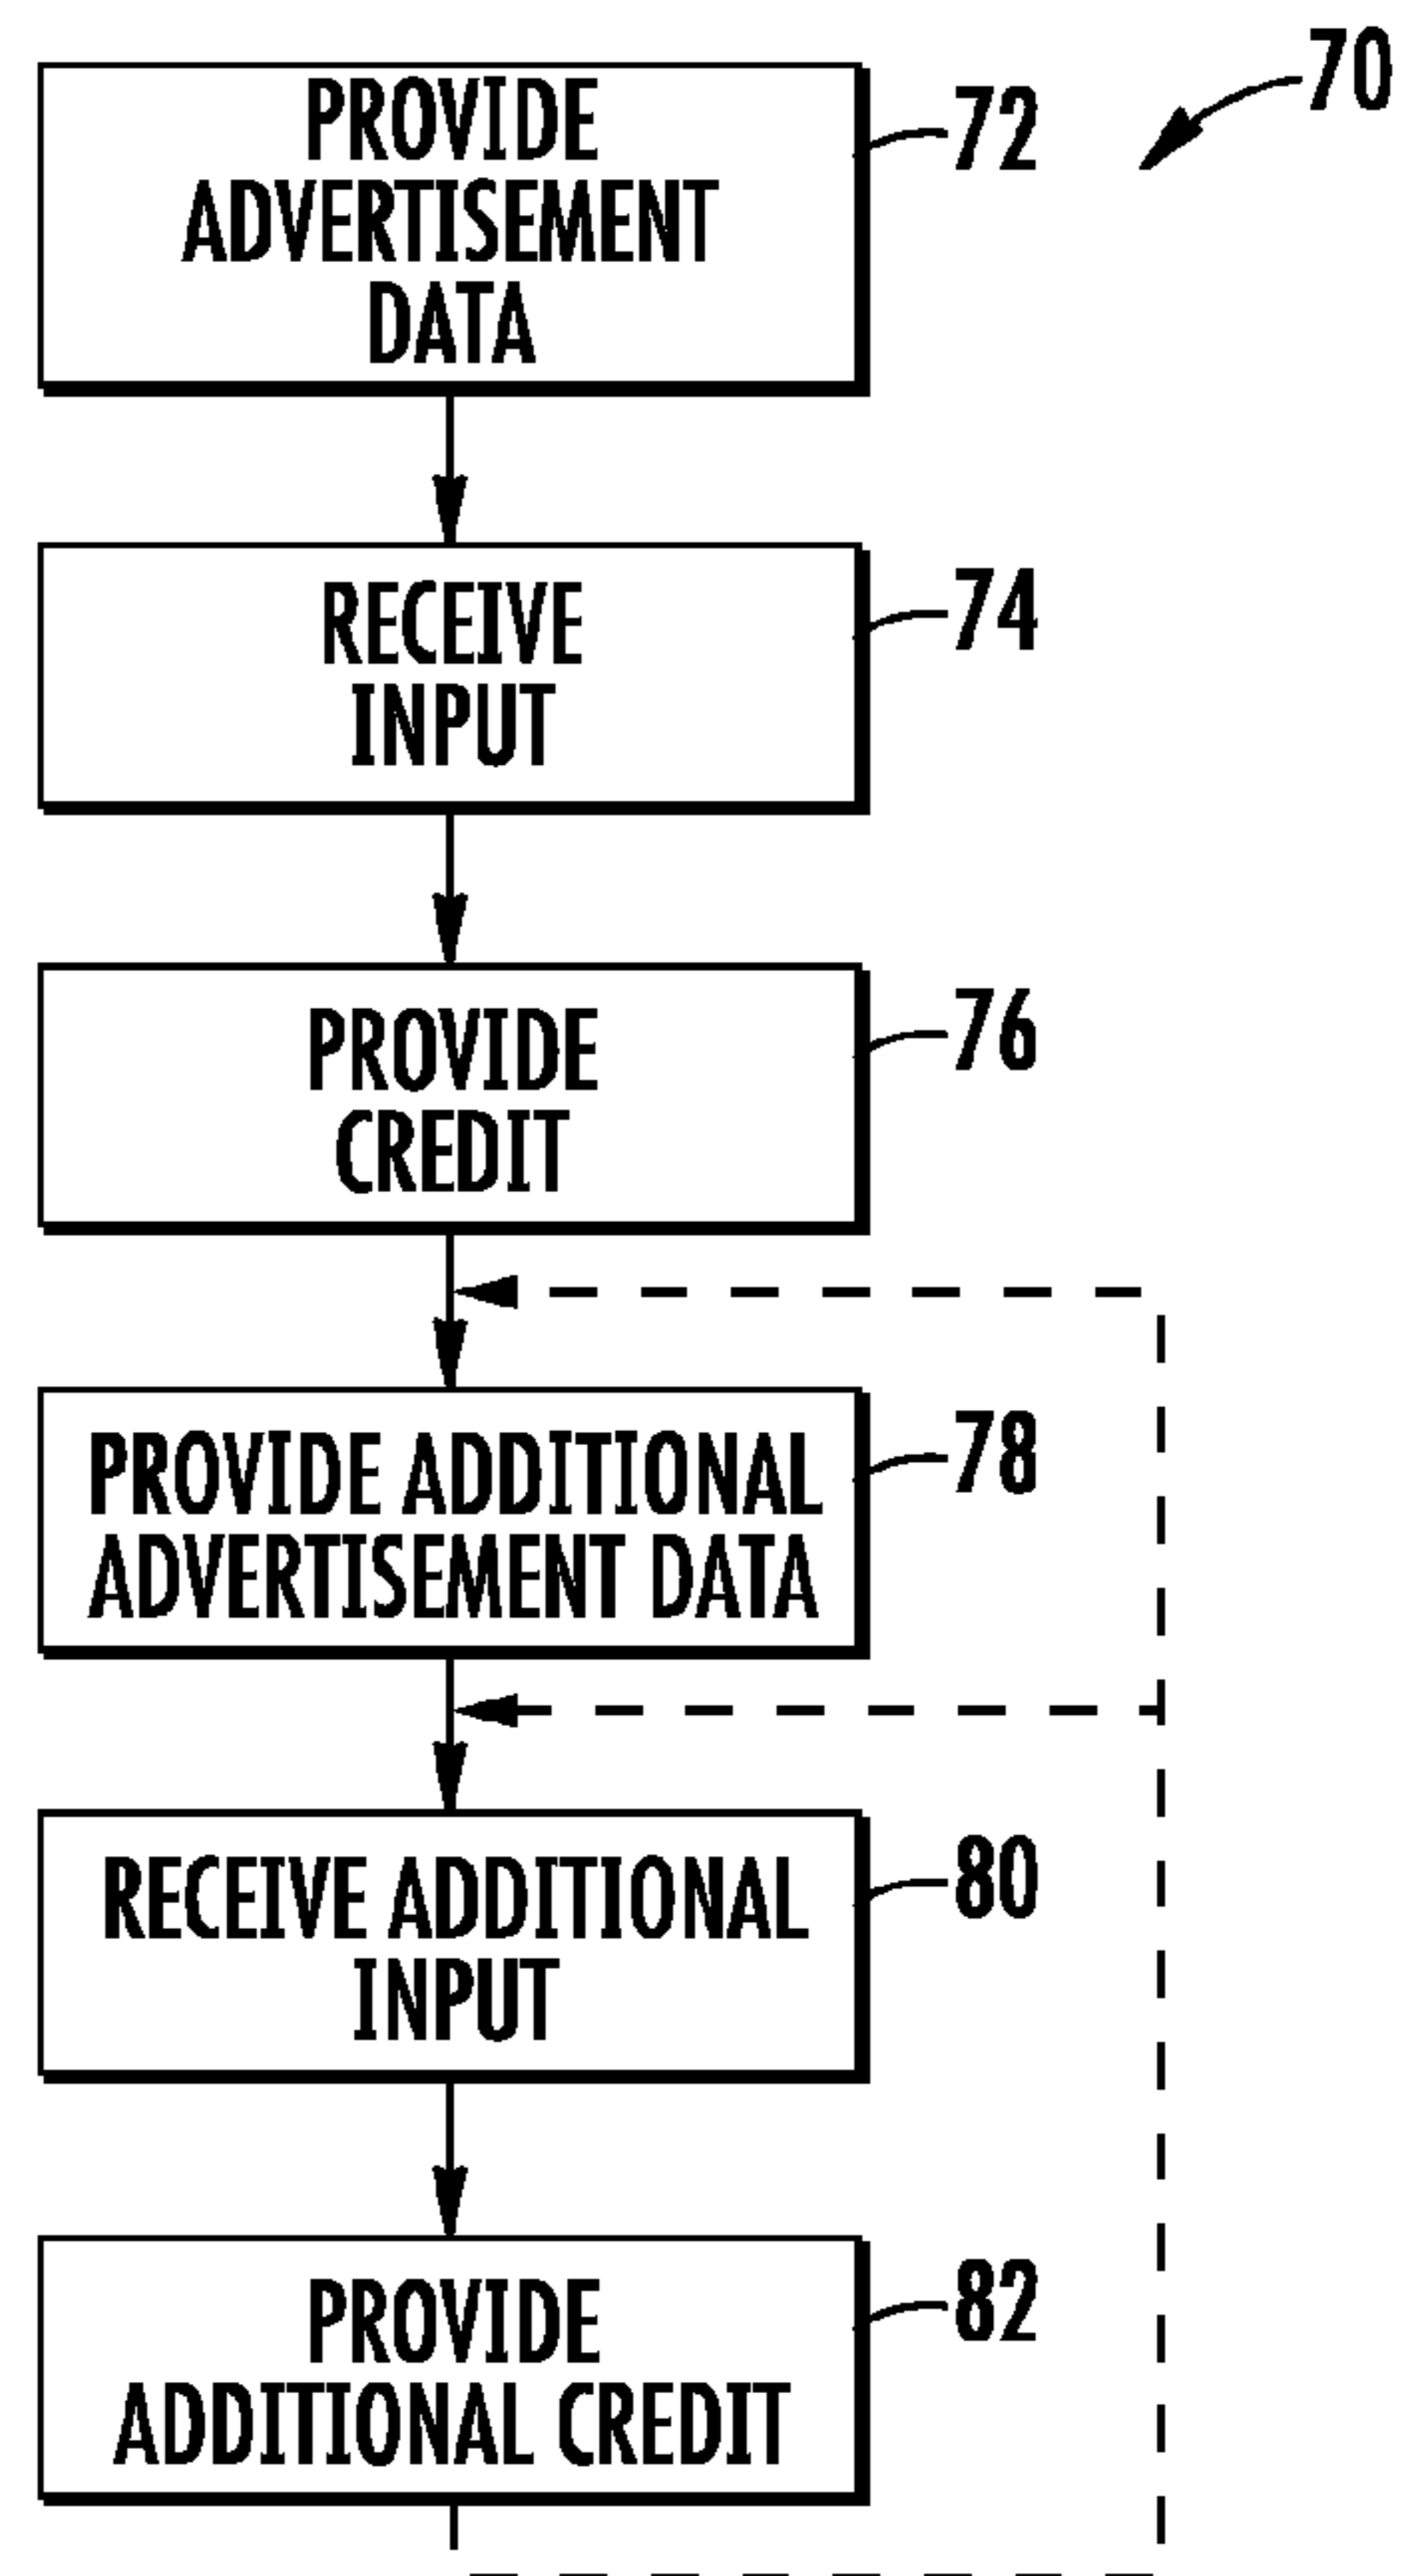 70
PROVIDE
ADVERTISEMENT
DATA
72
RECEIVE
INPUT
74
PROVIDE
CREDIT
76
PROVIDE ADDITIONAL
ADVERTISEMENT DATA
78
RECEIVE ADDITIONAL
INPUT
80
PROVIDE
ADDITIONAL CREDIT
82